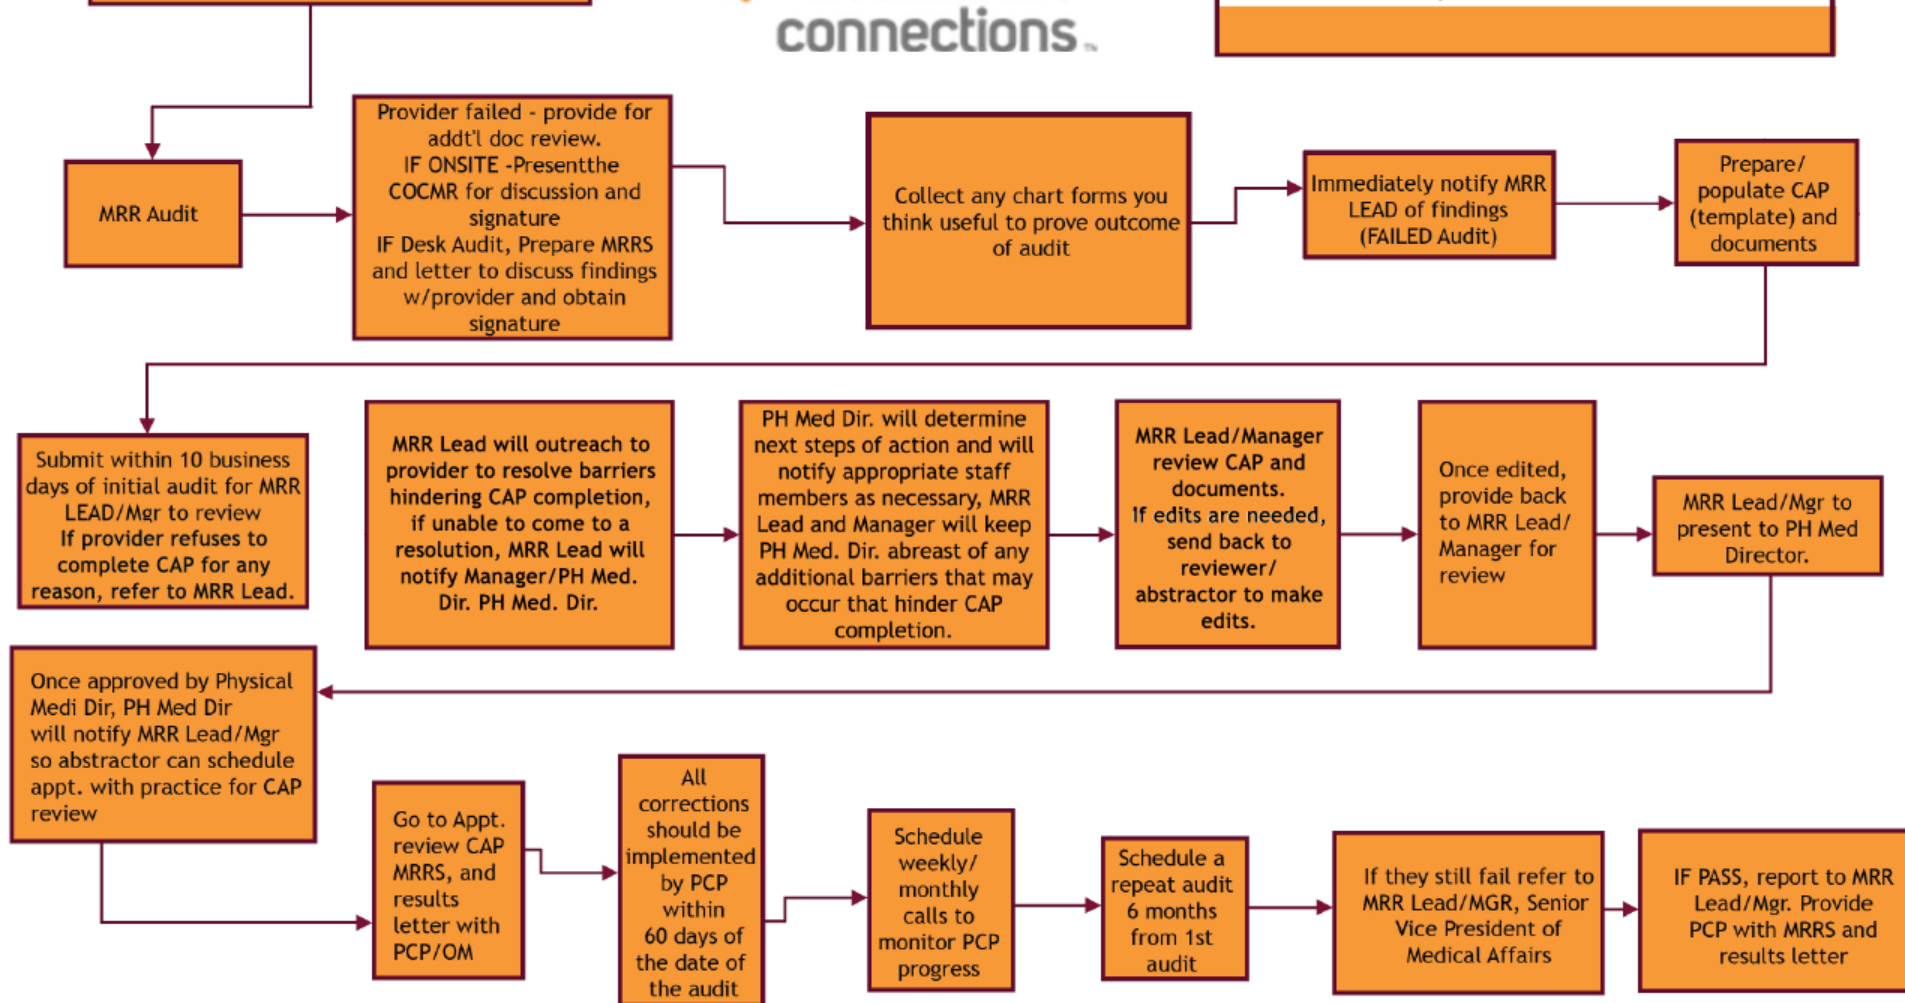 connections
TM
MRR Audit
Provider failed - provide for
addt'l doc review.
IF ONSITE -Presentthe
COCMR for discussion and
signature
IF Desk Audit, Prepare MRRS
and letter to discuss findings
w/provider and obtain
signature
Collect any chart forms you
think useful to prove outcome
of audit
Immediately notify MRR
LEAD of findings
(FAILED Audit)
Prepare/
populate CAP
(template) and
documents
Submit within 10 business
days of initial audit for MRR
LEAD/Mgr to review
If provider refuses to
complete CAP for any
reason, refer to MRR Lead.
MRR Lead will outreach to
provider to resolve barriers
hindering CAP completion,
if unable to come to a
resolution, MRR Lead will
notify Manager/PH Med.
Dir. PH Med. Dir.
PH Med Dir. will determine
next steps of action and will
notify appropriate staff
members as necessary, MRR
Lead and Manager will keep
PH Med. Dir. abreast of any
additional barriers that may
occur that hinder CAP
completion.
MRR Lead/Manager
review CAP and
documents.
If edits are needed,
send back to
reviewer/
abstractor to make
edits.
Once edited,
provide back
to MRR Lead/
Manager for
review
MRR Lead/Mgr to
present to PH Med
Director.
Once approved by Physical
Medi Dir, PH Med Dir
will notify MRR Lead/Mgr
so abstractor can schedule
appt. with practice for CAP
review
Go to Appt.
review CAP
MRRS, and
results
letter with
PCP/OM
All
corrections
should be
implemented
by PCP
within
60 days of
the date of
the audit
Schedule
weekly/
monthly
calls to
monitor PCP
progress
Schedule a
repeat audit
6 months
from 1st
audit
If they still fail refer to
MRR Lead/MGR, Senior
Vice President of
Medical Affairs
IF PASS, report to MRR
Lead/Mgr. Provide
PCP with MRRS and
results letter